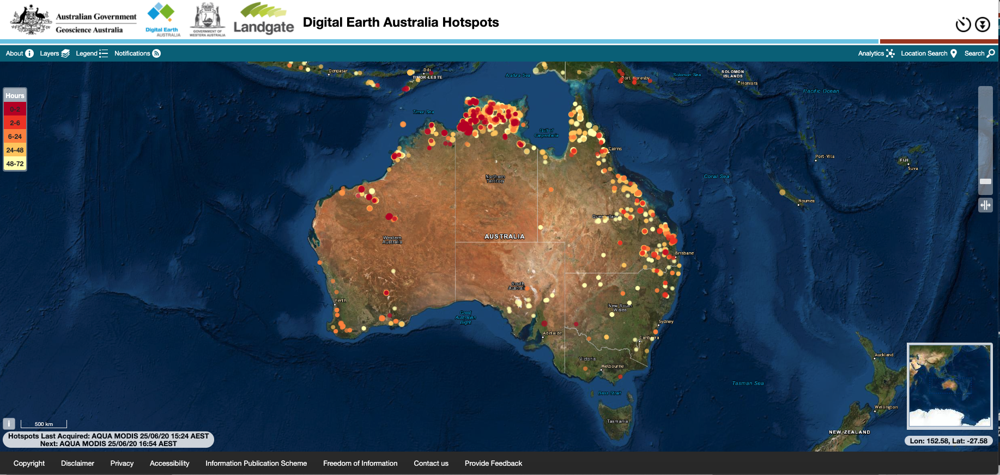 Australian Government
Geoscience Australia
Digital Earth
AUSTRALIA
GOVERNMENT OF
WESTERN AUSTRALIA
Landgate
Digital Earth Australia Hotspots
About
Layers
Legend
Notifications
Analytics
Location Search
Search
Hours
0-2
2-6
6-24
24-48
48-72
Denpasar
Dili
TIMOR-LESTE
Arafura Sea
Port Moresby
Solomon Sea
SOLOMON
ISLANDS
Honiara
Pacific Ocean
Timor Sea
Gulf of
Carpentaria
Cairns
Port-Vila
FIJI
Suva
Coral Sea
Northern
Territory
Noumea
Queensland
AUSTRALIA
Western
Australia
Brisbane
South
Australia
Perth
New South
Wales
Great
Australian
Bight
Sydney
Adelaide
Canberra
Victoria
Melbourne
Auckland
Tasman Sea
Bass Strait
Wellington
Tasmania
NEW ZEALAND
i
500 km
Hotspots Last Acquired: AQUA MODIS 25/06/20 15:24 AEST
Next: AQUA MODIS 25/06/20 16:54 AEST
Lon: 152.58, Lat: -27.58
Copyright
Disclaimer
Privacy
Accessibility
Information Publication Scheme
Freedom of Information
Contact us
Provide Feedback